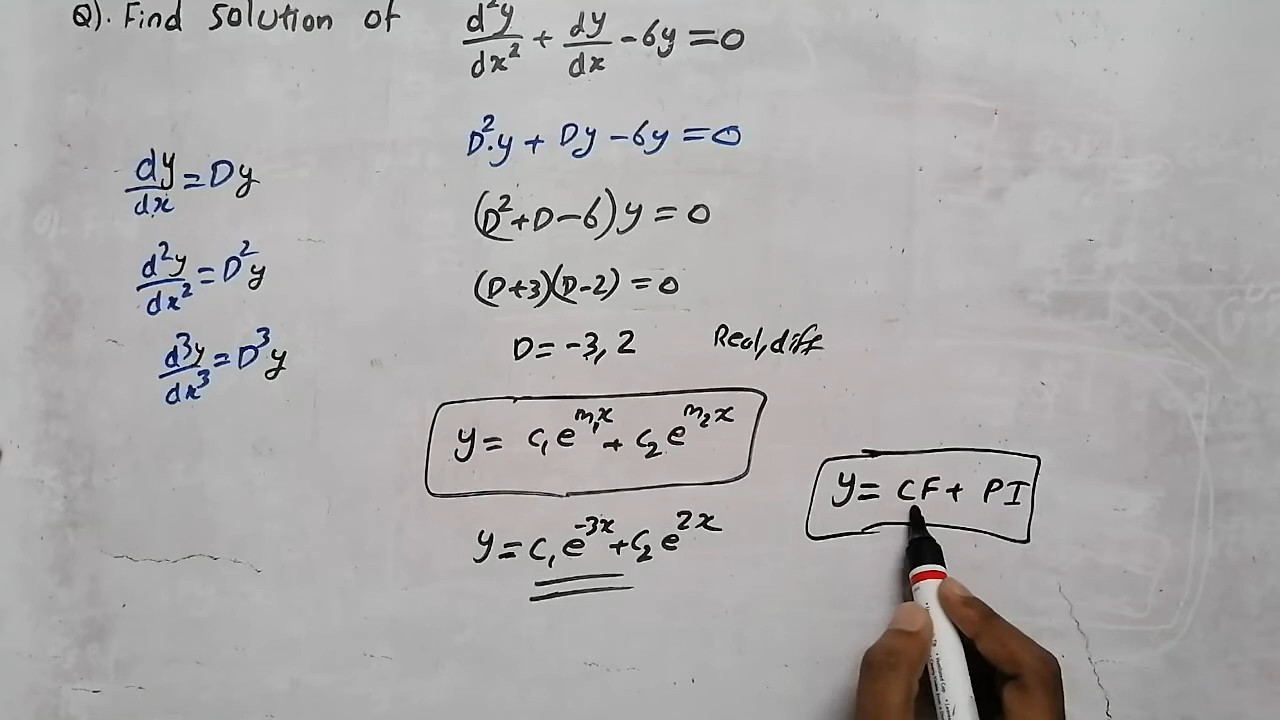 Q). Find solution of d²y/dx² + dy/dx - 6y = 0
D².y + Dy - 6y = 0
dy/dx = Dy
(D² + D - 6)y = 0
d²y/dx² = D²y
(D+3)(D-2) = 0
d³y/dx³ = D³y
D = -3, 2 Real, diff
y = c₁e^m₁x + c₂e^m₂x
y = CF + PI
y = c₁e^-3x + c₂e^2x